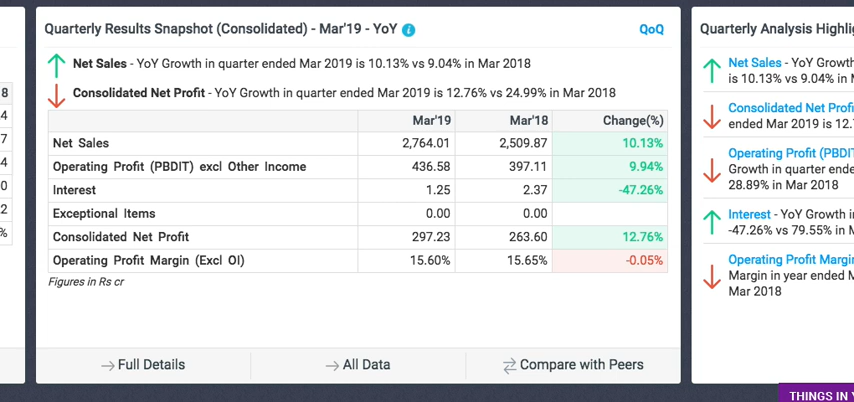 8
4
7
4
0
2
%
Quarterly Results Snapshot (Consolidated) - Mar'19 - YoY i QoQ
Net Sales - YoY Growth in quarter ended Mar 2019 is 10.13% vs 9.04% in Mar 2018
Consolidated Net Profit - YoY Growth in quarter ended Mar 2019 is 12.76% vs 24.99% in Mar 2018
Mar'19 Mar'18 Change(%)
Net Sales 2,764.01 2,509.87 10.13%
Operating Profit (PBDIT) excl Other Income 436.58 397.11 9.94%
Interest 1.25 2.37 -47.26%
Exceptional Items 0.00 0.00
Consolidated Net Profit 297.23 263.60 12.76%
Operating Profit Margin (Excl OI) 15.60% 15.65% -0.05%
Figures in Rs cr
Full Details All Data Compare with Peers
Quarterly Analysis Highlig
Net Sales - YoY Growth
is 10.13% vs 9.04% in M
Consolidated Net Profi
ended Mar 2019 is 12.
Operating Profit (PBDI
Growth in quarter ende
28.89% in Mar 2018
Interest - YoY Growth i
-47.26% vs 79.55% in M
Operating Profit Margin
Margin in year ended M
Mar 2018
THINGS IN Y